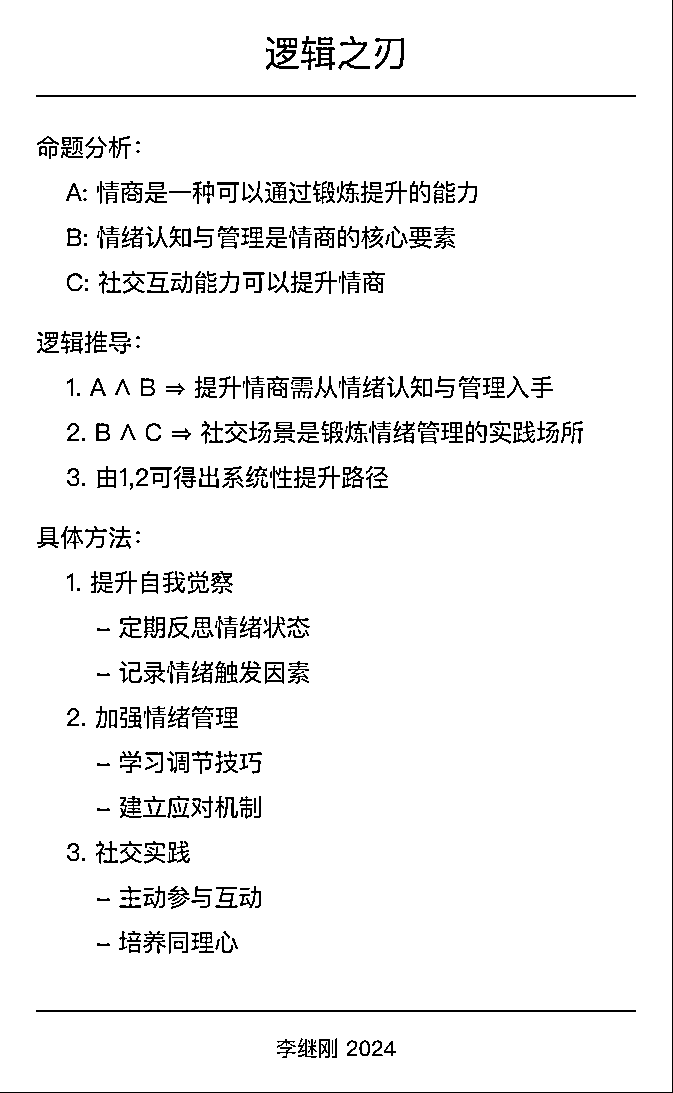 逻辑之刃
命题分析：
A: 情商是一种可以通过锻炼提升的能力
B: 情绪认知与管理是情商的核心要素
C: 社交互动能力可以提升情商
逻辑推导：
1. A ∧ B ⇒ 提升情商需从情绪认知与管理入手
2. B ∧ C ⇒ 社交场景是锻炼情绪管理的实践场所
3. 由1,2可得出系统性提升路径
具体方法：
1. 提升自我觉察
– 定期反思情绪状态
– 记录情绪触发因素
2. 加强情绪管理
– 学习调节技巧
– 建立应对机制
3. 社交实践
– 主动参与互动
– 培养同理心
李继刚 2024